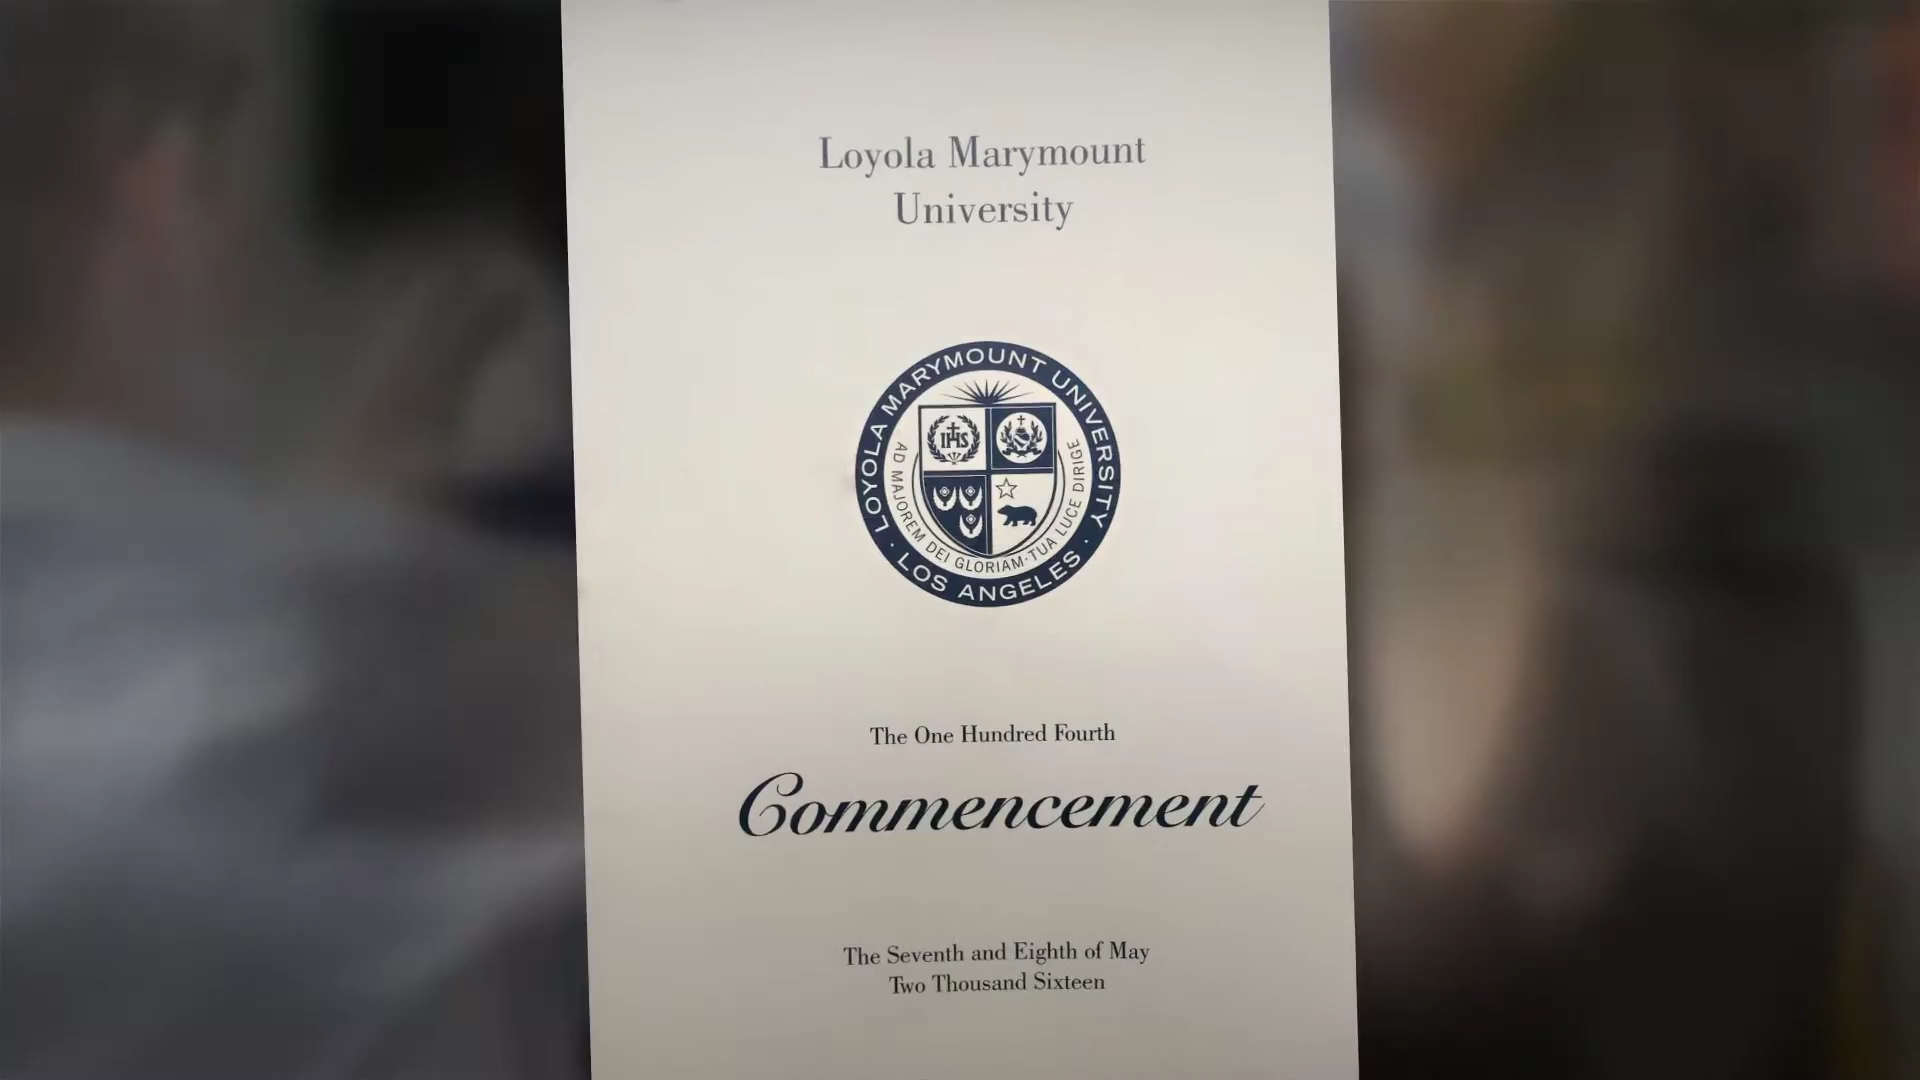 Loyola Marymount
University
LOYOLA MARYMOUNT UNIVERSITY
IHS
AD MAJOREM DEI GLORIAM · TUA LUCE DIRIGE
· LOS ANGELES ·
The One Hundred Fourth
Commencement
The Seventh and Eighth of May
Two Thousand Sixteen